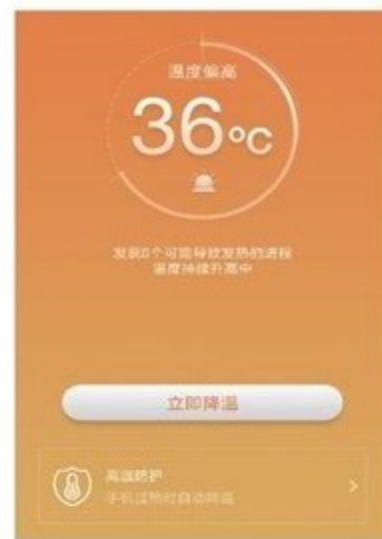 温度偏高
36°C
发现6个可能导致发热的进程
温度持续升高中
立即降温
高温防护
手机过热时自动降温